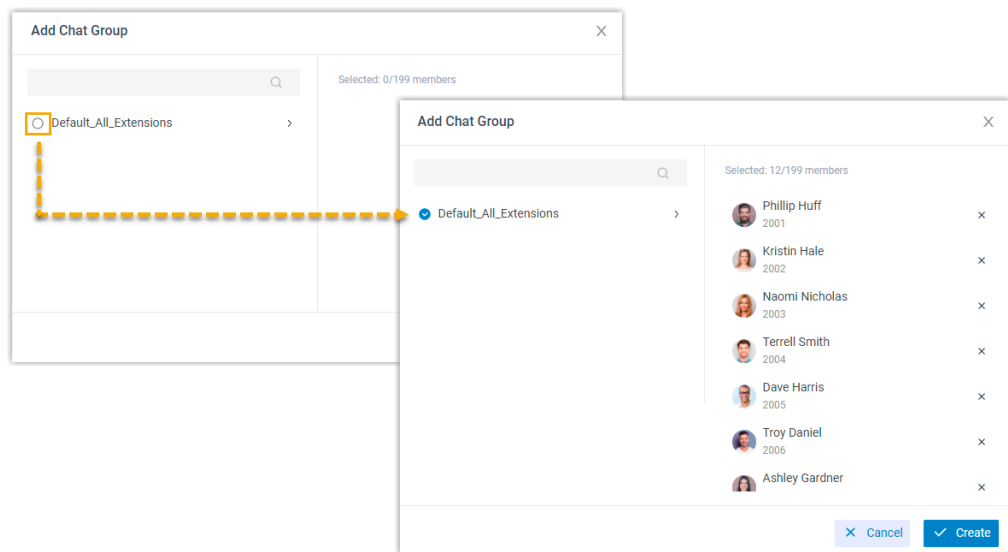 Add Chat Group
Selected: 0/199 members
Default_All_Extensions
Add Chat Group
Selected: 12/199 members
Default_All_Extensions
Phillip Huff
2001
Kristin Hale
2002
Naomi Nicholas
2003
Terrell Smith
2004
Dave Harris
2005
Troy Daniel
2006
Ashley Gardner
Cancel
Create